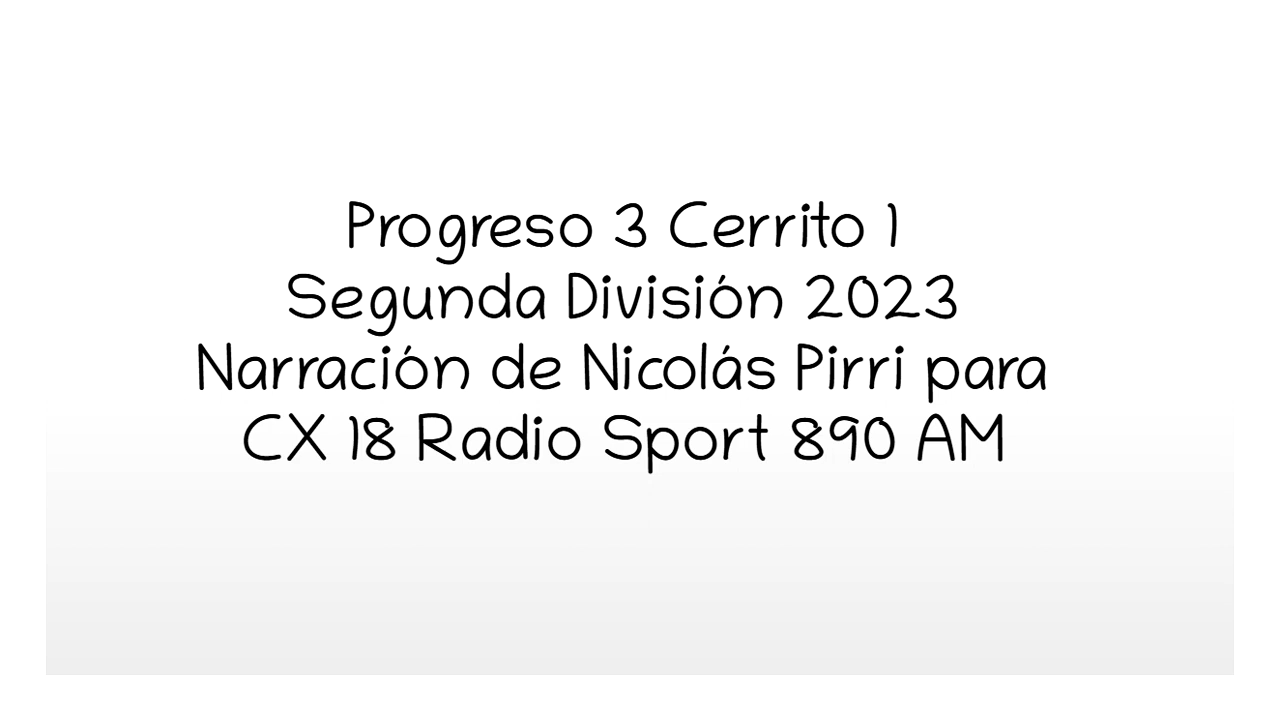 Progreso 3 Cerrito 1
Segunda División 2023
Narración de Nicolás Pirri para
CX 18 Radio Sport 890 AM